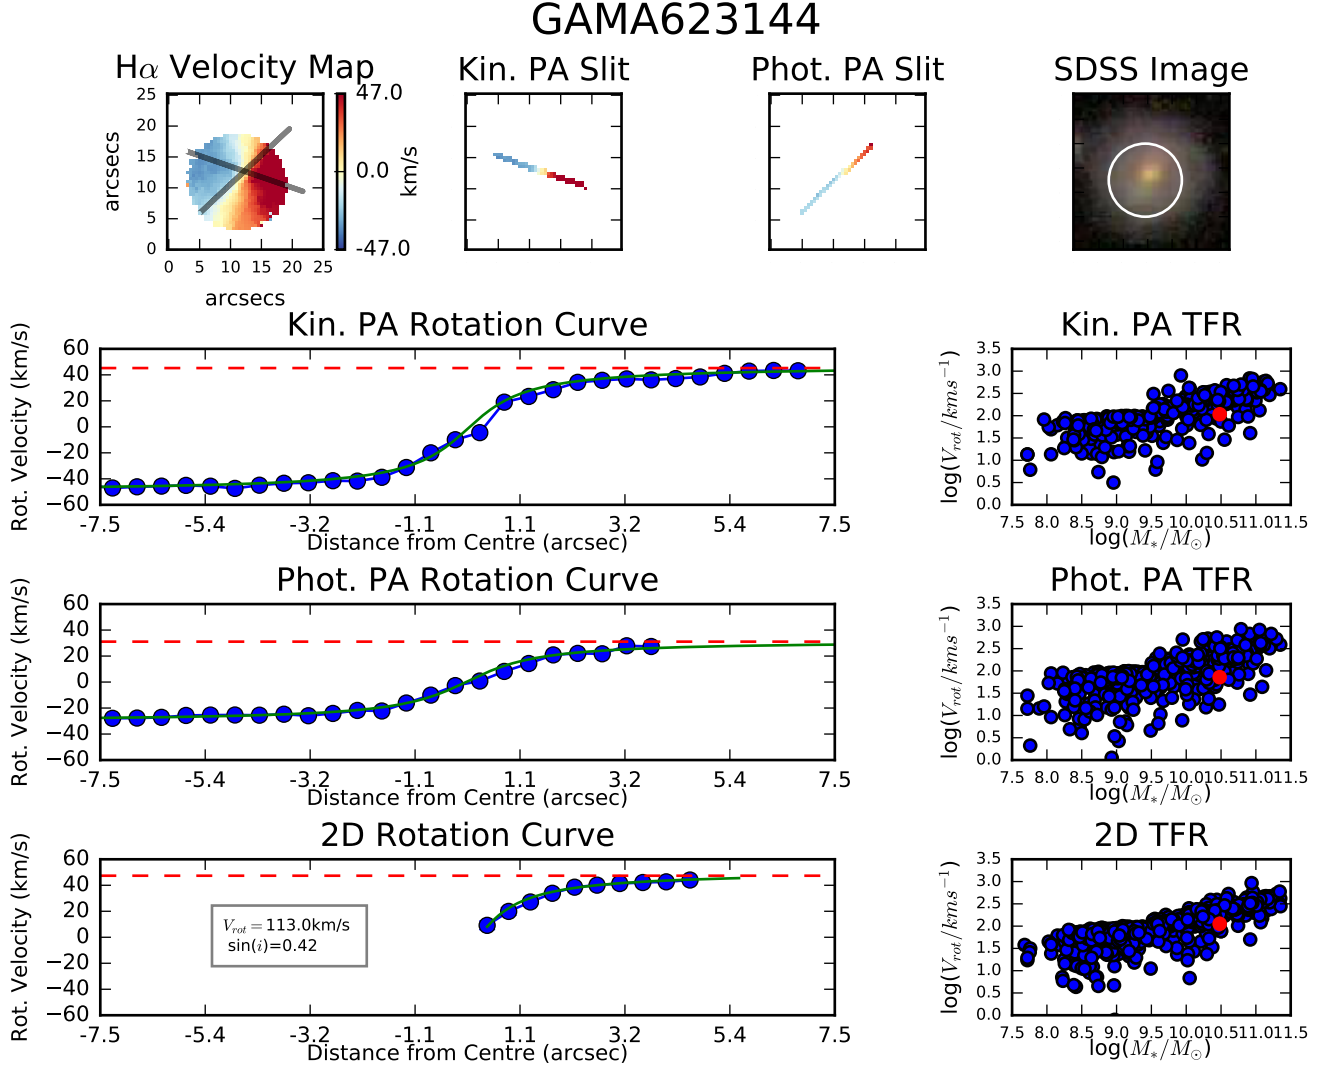 GAMA623144
Hα Velocity Map
Kin. PA Slit
Phot. PA Slit
SDSS Image
25
20
15
10
5
0
arcsecs
0 5 10 15 20 25
arcsecs
47.0
0.0
-47.0
km/s
Kin. PA Rotation Curve
Rot. Velocity (km/s)
60
40
20
0
−20
−40
−60
-7.5 -5.4 -3.2 -1.1 1.1 3.2 5.4 7.5
Distance from Centre (arcsec)
Kin. PA TFR
log(V_rot/kms⁻¹)
3.5
3.0
2.5
2.0
1.5
1.0
0.5
0.0
7.5 8.0 8.5 9.0 9.5 10.0 10.5 11.0 11.5
log(M_*/M_⊙)
Phot. PA Rotation Curve
Rot. Velocity (km/s)
60
40
20
0
−20
−40
−60
-7.5 -5.4 -3.2 -1.1 1.1 3.2 5.4 7.5
Distance from Centre (arcsec)
Phot. PA TFR
log(V_rot/kms⁻¹)
3.5
3.0
2.5
2.0
1.5
1.0
0.5
0.0
7.5 8.0 8.5 9.0 9.5 10.0 10.5 11.0 11.5
log(M_*/M_⊙)
2D Rotation Curve
Rot. Velocity (km/s)
60
40
20
0
−20
−40
−60
V_rot=113.0km/s
sin(i)=0.42
-7.5 -5.4 -3.2 -1.1 1.1 3.2 5.4 7.5
Distance from Centre (arcsec)
2D TFR
log(V_rot/kms⁻¹)
3.5
3.0
2.5
2.0
1.5
1.0
0.5
0.0
7.5 8.0 8.5 9.0 9.5 10.0 10.5 11.0 11.5
log(M_*/M_⊙)